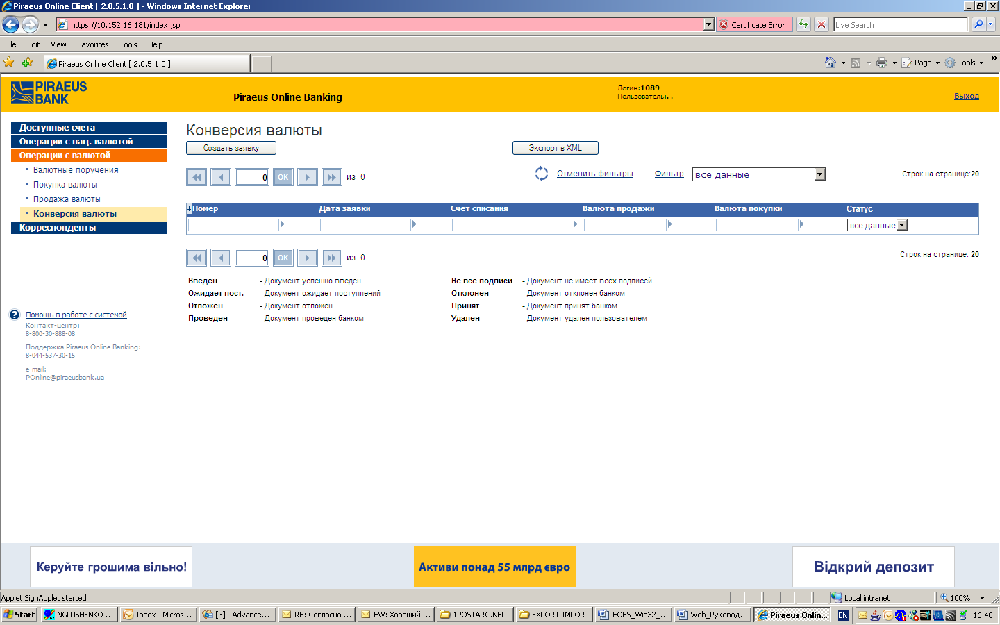 Piraeus Online Client [ 2.0.5.1.0 ] - Windows Internet Explorer
https://10.152.16.181/index.jsp
Certificate Error
Live Search
File Edit View Favorites Tools Help
Piraeus Online Client [ 2.0.5.1.0 ]
Page Tools
PIRAEUS BANK
Piraeus Online Banking
Логин:1089
Пользователь:. .
Выход
Доступные счета
Операции с нац. валютой
Операции с валютой
Валютные поручения
Покупка валюты
Продажа валюты
Конверсия валюты
Корреспонденты
Помощь в работе с системой
Контакт-центр:
8-800-30-888-08
Поддержка Piraeus Online Banking:
8-044-537-30-15
e-mail:
POnline@piraeusbank.ua
Конверсия валюты
Создать заявку Экспорт в XML
0 OK из 0 Отменить фильтры Фильтр все данные Строк на странице:20
Номер Дата заявки Счет списания Валюта продажи Валюта покупки Статус
все данные
0 OK из 0 Строк на странице: 20
Введен - Документ успешно введен Не все подписи - Документ не имеет всех подписей
Ожидает пост. - Документ ожидает поступлений Отклонен - Документ отклонен банком
Отложен - Документ отложен Принят - Документ принят банком
Проведен - Документ проведен банком Удален - Документ удален пользователем
Керуйте грошима вільно! Активи понад 55 млрд євро Відкрий депозит
Applet SignApplet started Local intranet 100%
Start NGLUSHENKO ... Inbox - Micros... [3] - Advance... RE: Согласно ... FW: Хороший ... 1POSTARC.NBU EXPORT-IMPORT iFOBS_Win32_... Web_Руковод... Piraeus Onlin... EN 16:40